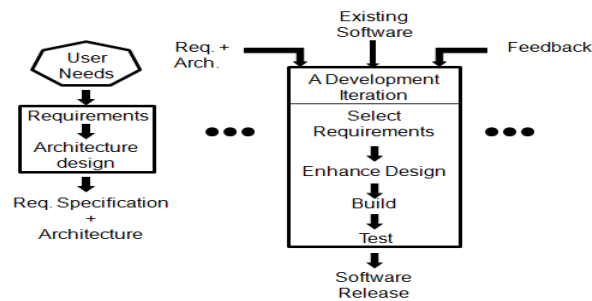 User
Needs
Requirements
Architecture
design
Req. Specification
+
Architecture
Req. +
Arch.
Existing
Software
Feedback
A Development
Iteration
Select
Requirements
Enhance Design
Build
Test
Software
Release